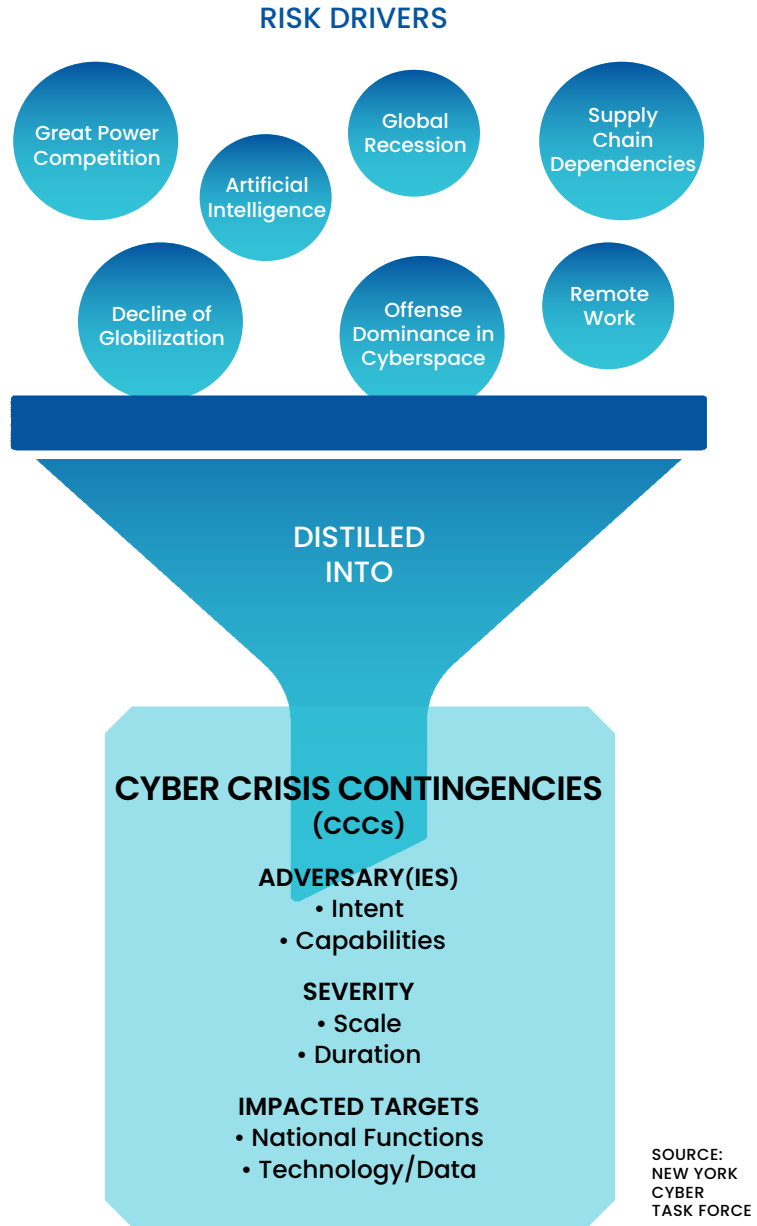 RISK DRIVERS
Great Power
Competition
Artificial
Intelligence
Global
Recession
Supply
Chain
Dependencies
Decline of
Globilization
Offense
Dominance in
Cyberspace
Remote
Work
DISTILLED
INTO
CYBER CRISIS CONTINGENCIES
(CCCs)
ADVERSARY(IES)
• Intent
• Capabilities
SEVERITY
• Scale
• Duration
IMPACTED TARGETS
• National Functions
• Technology/Data
SOURCE:
NEW YORK
CYBER
TASK FORCE